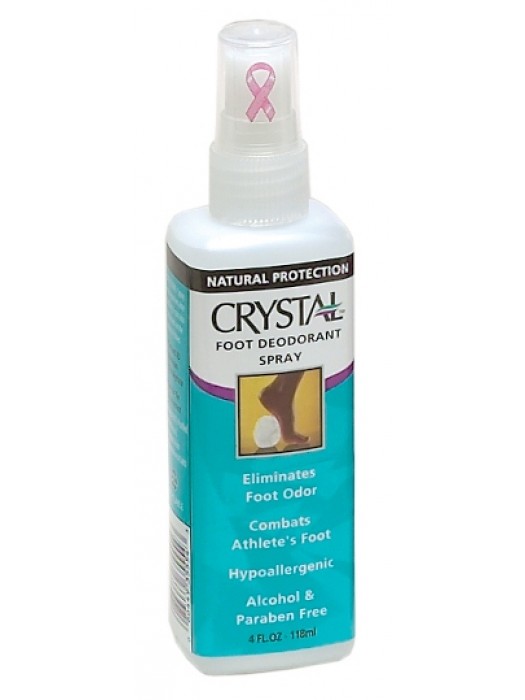 NATURAL PROTECTION
CRYSTAL
FOOT DEODORANT
SPRAY
Eliminates
Foot Odor
Combats
Athlete's Foot
Hypoallergenic
Alcohol &
Paraben Free
4 FL.OZ - 118ml